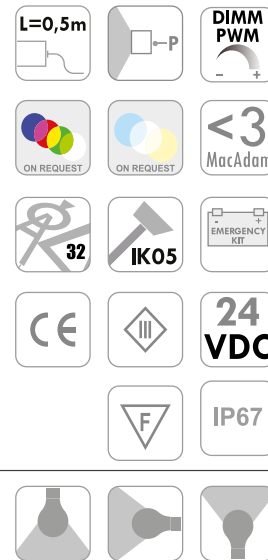 L=0,5m
P
DIMM
PWM
- +
ON REQUEST
ON REQUEST
<3
MacAdam
32
IK05
- +
EMERGENCY
KIT
CE
III
24
VDC
F
IP67